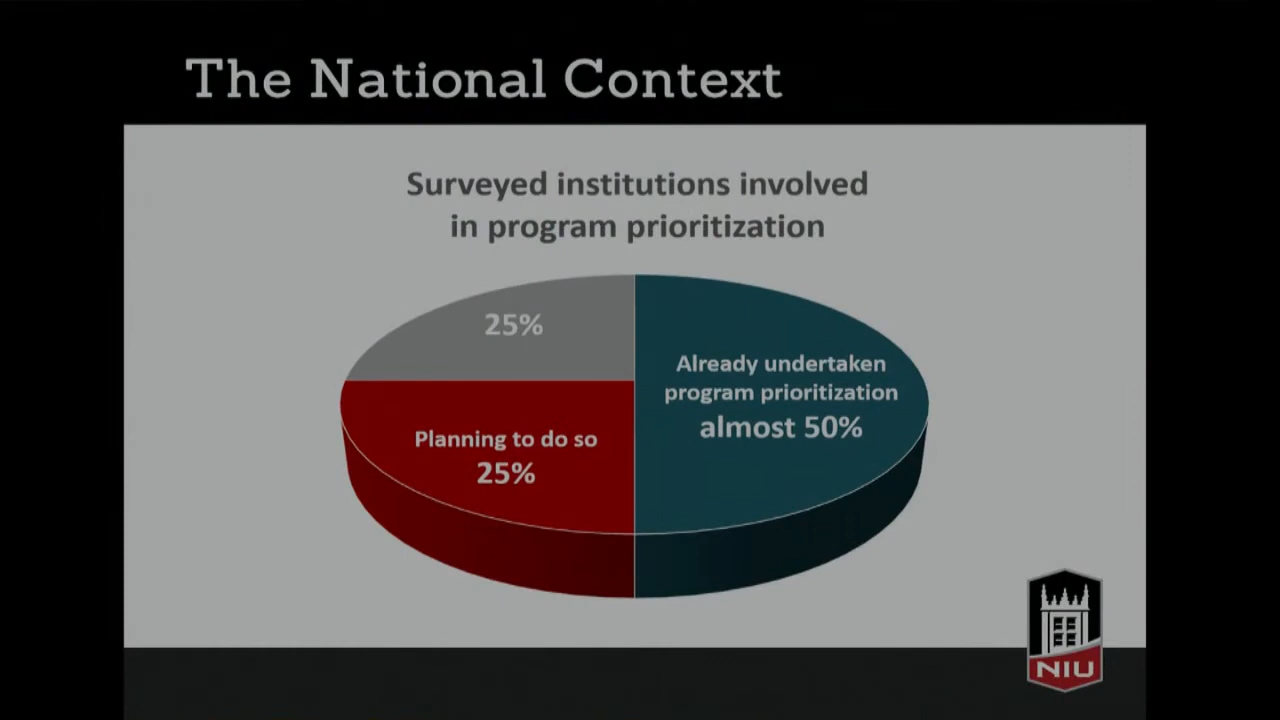 The National Context
Surveyed institutions involved
in program prioritization
25%
Already undertaken
program prioritization
almost 50%
Planning to do so
25%
NIU